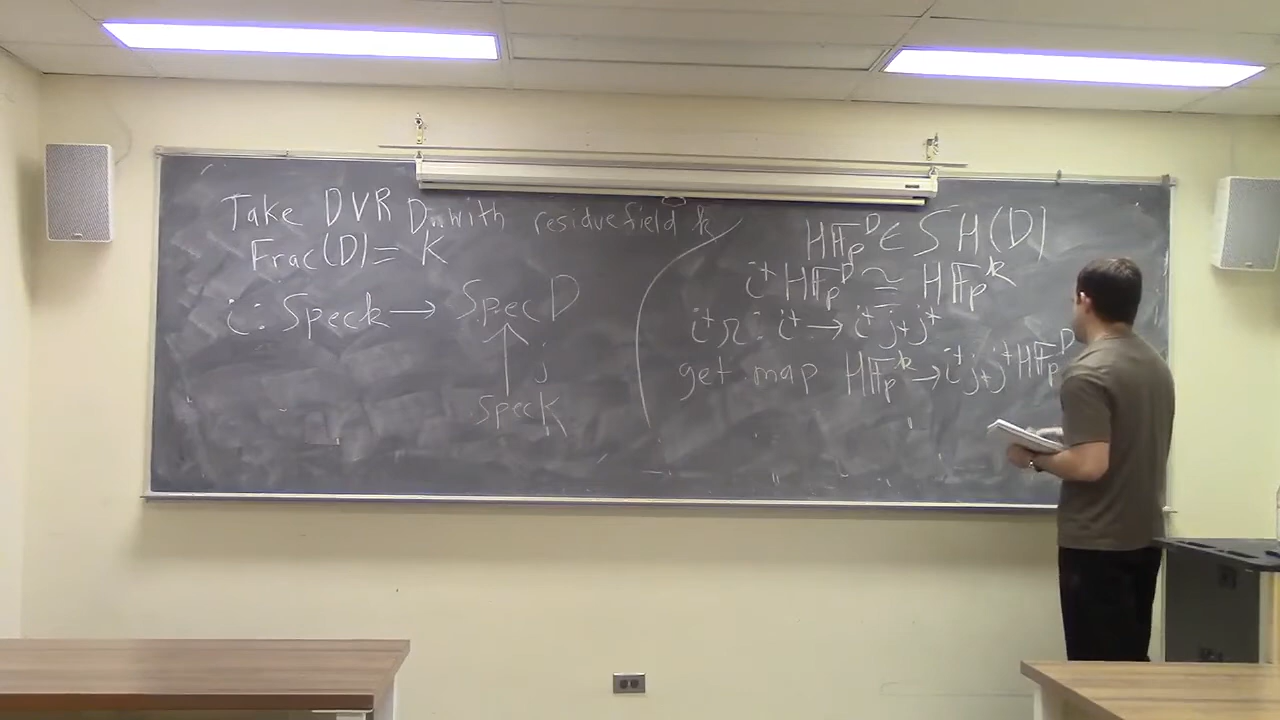 Take DVR D with residue field k
Frac(D) = K
i: Spec k → Spec D
↑ j
Spec K
HF_p^D ∈ SH(D)
i* HF_p^D ≅ HF_p^k
i*η: i* → i* j_* j*
get map HF_p^k → i* j_* j* HF_p^D